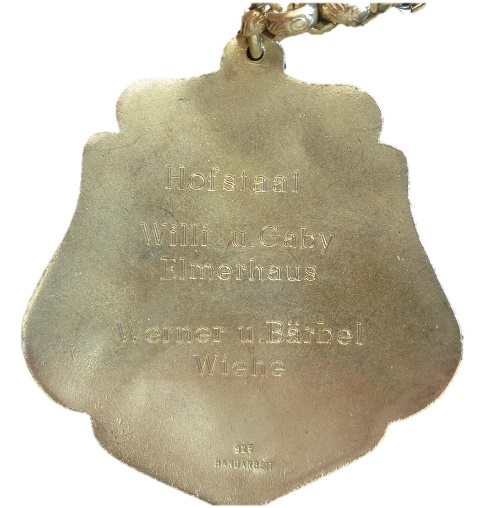 Hofstaat
Willi u. Gaby
Elmerhaus
Werner u. Bärbel
Wiehe
925
HANDARBEIT